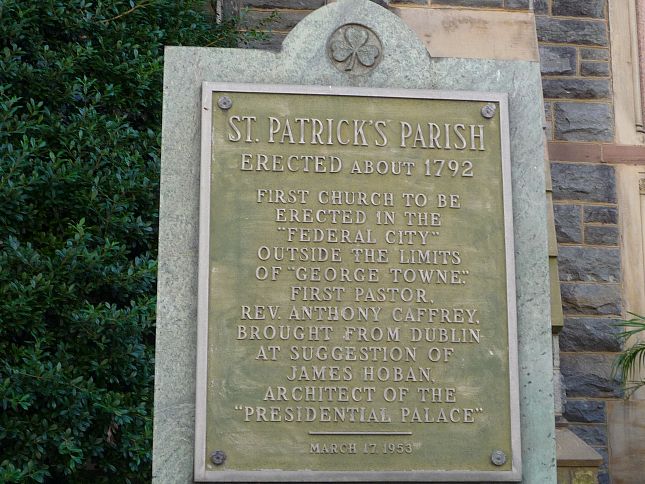 ST. PATRICK'S PARISH
ERECTED ABOUT 1792
FIRST CHURCH TO BE
ERECTED IN THE
"FEDERAL CITY"
OUTSIDE THE LIMITS
OF "GEORGE TOWNE."
FIRST PASTOR,
REV. ANTHONY CAFFREY,
BROUGHT FROM DUBLIN
AT SUGGESTION OF
JAMES HOBAN,
ARCHITECT OF THE
"PRESIDENTIAL PALACE"
MARCH 17 1953